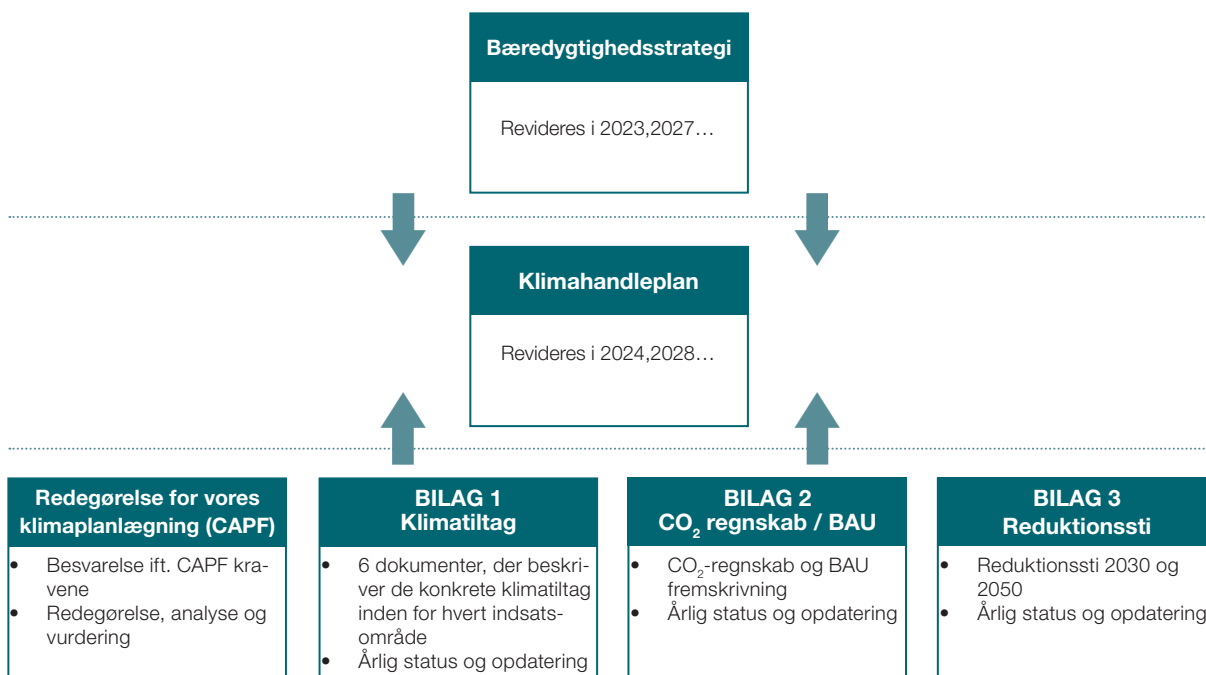 Bæredygtighedsstrategi
Revideres i 2023,2027…
Klimahandleplan
Revideres i 2024,2028…
Redegørelse for vores
klimaplanlægning (CAPF)
• Besvarelse ift. CAPF kra-
vene
• Redegørelse, analyse og
vurdering
BILAG 1
Klimatiltag
• 6 dokumenter, der beskri-
ver de konkrete klimatiltag
inden for hvert indsats-
område
• Årlig status og opdatering
BILAG 2
CO₂ regnskab / BAU
• CO₂-regnskab og BAU
fremskrivning
• Årlig status og opdatering
BILAG 3
Reduktionssti
• Reduktionssti 2030 og
2050
• Årlig status og opdatering